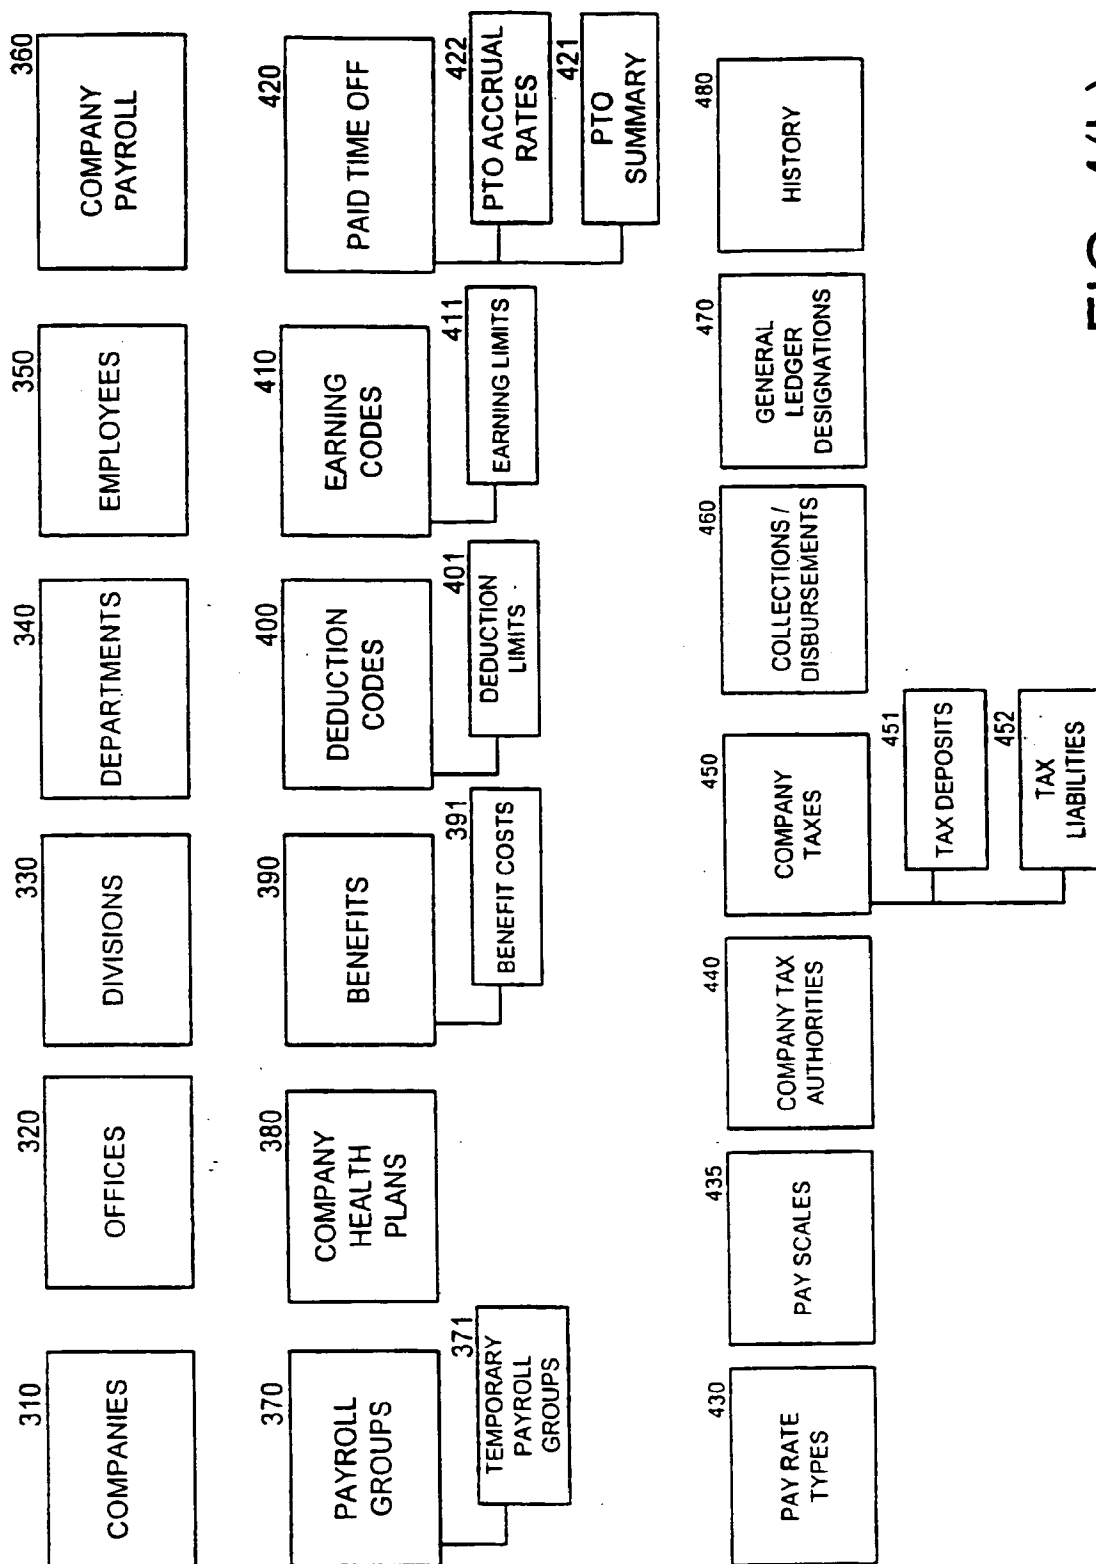 310
COMPANIES
320
OFFICES
330
DIVISIONS
340
DEPARTMENTS
350
EMPLOYEES
360
COMPANY
PAYROLL
370
PAYROLL
GROUPS
371
TEMPORARY
PAYROLL
GROUPS
380
COMPANY
HEALTH
PLANS
390
BENEFITS
391
BENEFIT COSTS
400
DEDUCTION
CODES
401
DEDUCTION
LIMITS
410
EARNING
CODES
411
EARNING LIMITS
420
PAID TIME OFF
422
PTO ACCRUAL
RATES
421
PTO
SUMMARY
430
PAY RATE
TYPES
435
PAY SCALES
440
COMPANY TAX
AUTHORITIES
450
COMPANY
TAXES
451
TAX DEPOSITS
452
TAX
LIABILITIES
460
COLLECTIONS /
DISBURSEMENTS
470
GENERAL
LEDGER
DESIGNATIONS
480
HISTORY